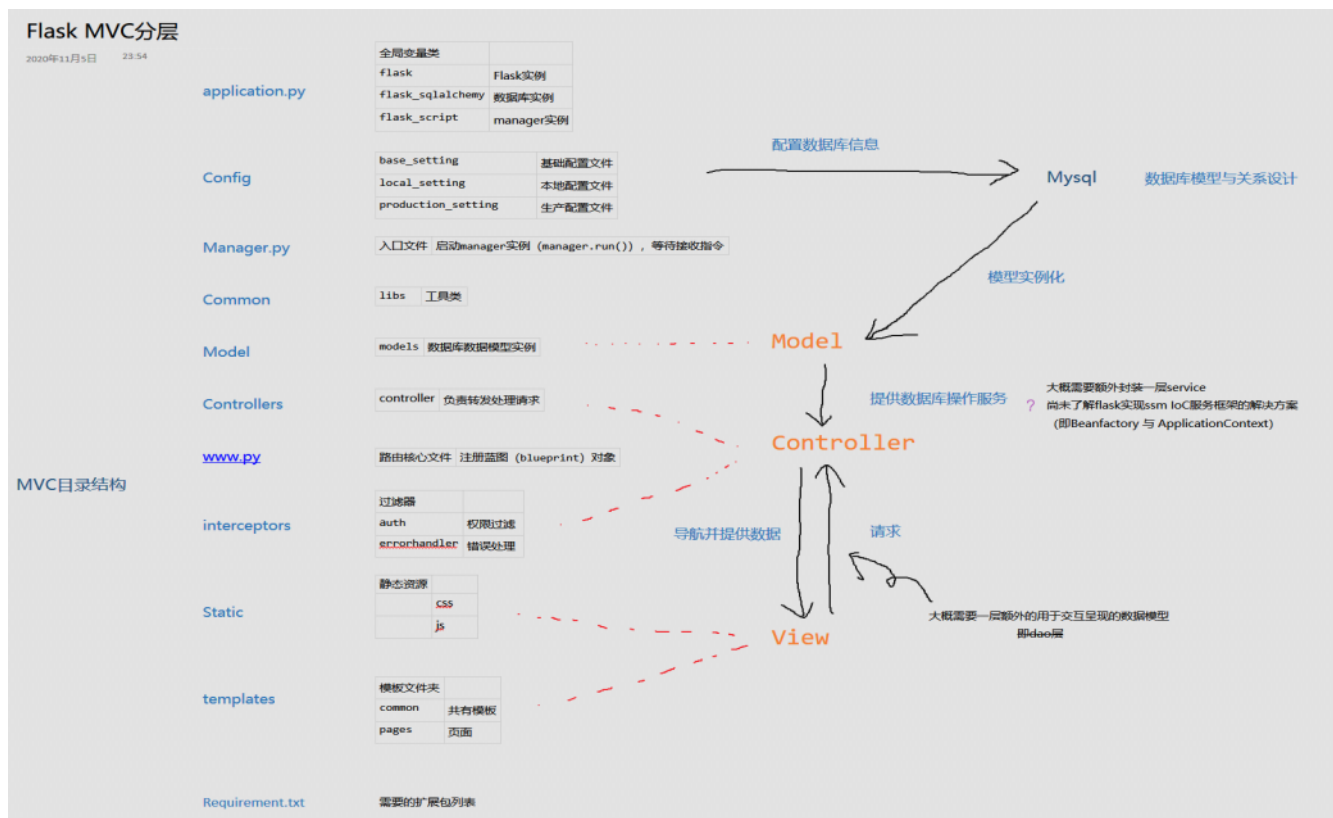 Flask MVC分层
2020年11月5日 23:54
application.py
全局变量类
flask Flask实例
flask_sqlalchemy 数据库实例
flask_script manager实例
Config
base_setting 基础配置文件
local_setting 本地配置文件
production_setting 生产配置文件
配置数据库信息
Mysql 数据库模型与关系设计
Manager.py
入口文件 启动manager实例（manager.run()），等待接收指令
模型实例化
Common
libs 工具类
Model
models 数据库数据模型实例
Model
Controllers
controller 负责转发处理请求
提供数据库操作服务
?
大概需要额外封装一层service
尚未了解flask实现ssm IoC服务框架的解决方案
(即Beanfactory 与 ApplicationContext)
Controller
www.py
路由核心文件 注册蓝图（blueprint）对象
MVC目录结构
interceptors
过滤器
auth 权限过滤
errorhandler 错误处理
导航并提供数据
请求
Static
静态资源
css
js
大概需要一层额外的用于交互呈现的数据模型
即dao层
View
templates
模板文件夹
common 共有模板
pages 页面
Requirement.txt 需要的扩展包列表